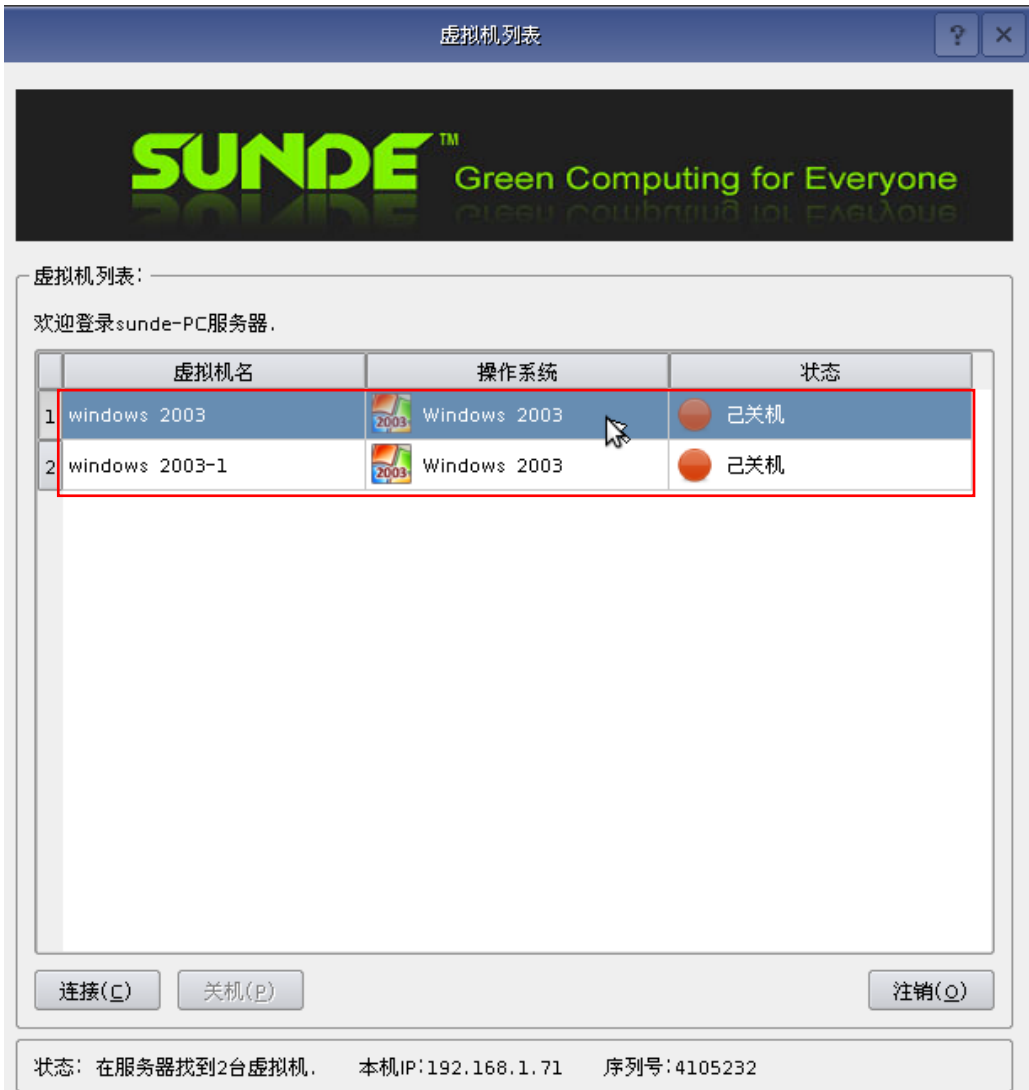 虚拟机列表
?
SUNDE™ Green Computing for Everyone
虚拟机列表:
欢迎登录sunde-PC服务器.
虚拟机名 操作系统 状态
1 windows 2003 2003 Windows 2003 己关机
2 windows 2003-1 2003 Windows 2003 己关机
连接(C) 关机(P) 注销(O)
状态: 在服务器找到2台虚拟机. 本机IP:192.168.1.71 序列号:4105232